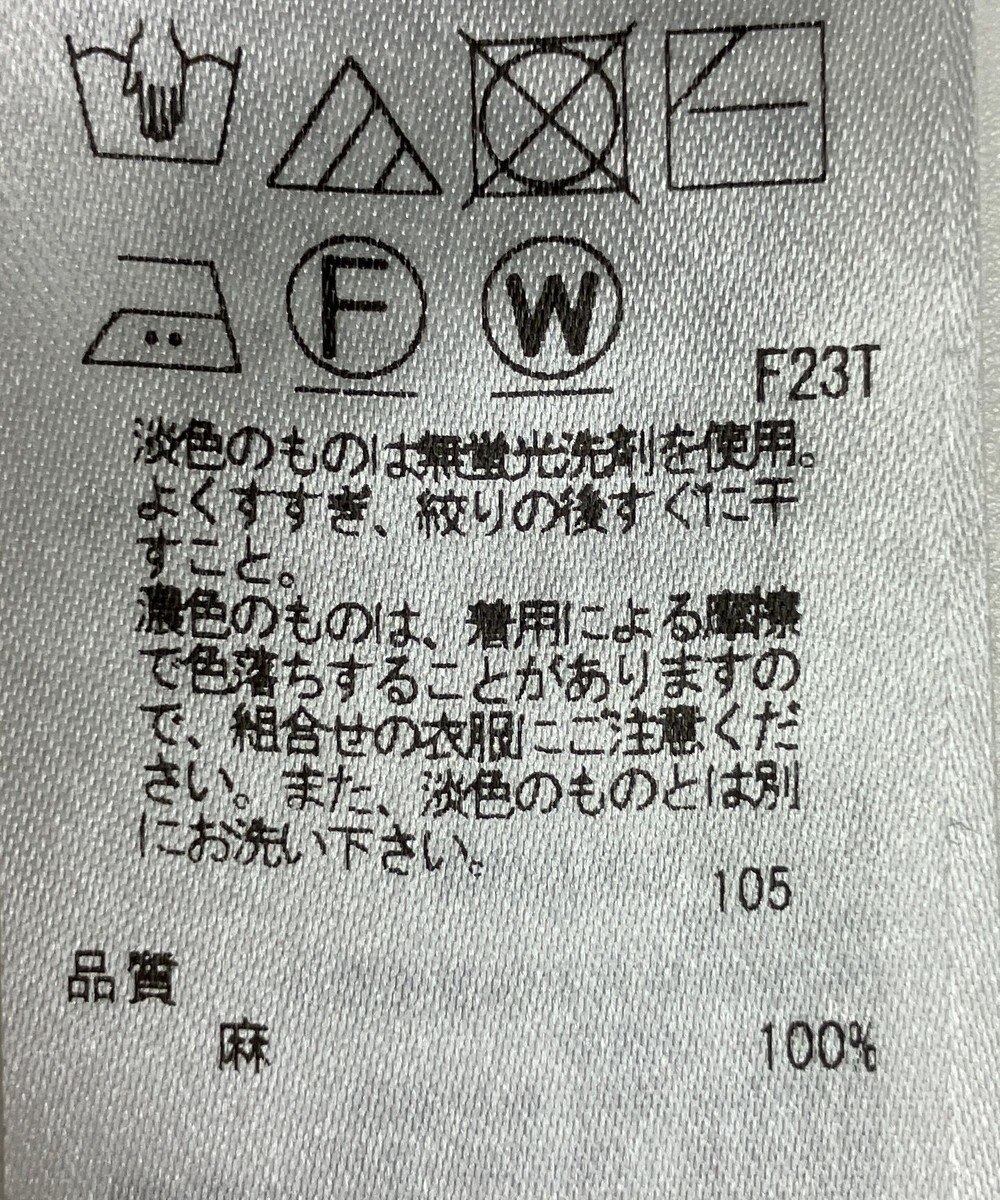 F W
F23T
淡色のものは無蛍光洗剤を使用。
よくすすぎ、絞りの後すぐに干
すこと。
濃色のものは、着用による摩擦
で色落ちすることがありますの
で、組合せの衣服にご注意くだ
さい。また、淡色のものとは別
にお洗い下さい。
105
品質
麻 100%